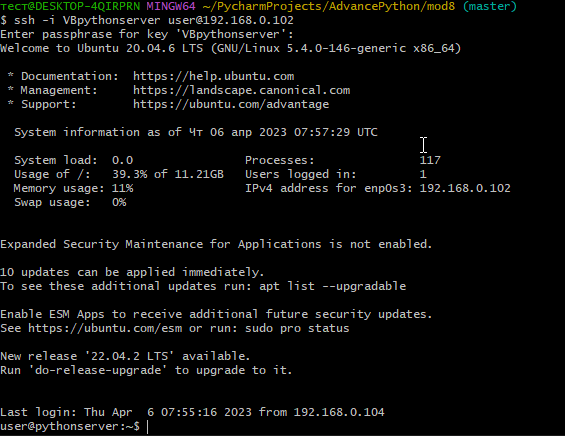 тест@DESKTOP-4QIRPRN MINGW64 ~/PycharmProjects/AdvancePython/mod8 (master)
$ ssh -i VBpythonserver user@192.168.0.102
Enter passphrase for key 'VBpythonserver':
Welcome to Ubuntu 20.04.6 LTS (GNU/Linux 5.4.0-146-generic x86_64)
* Documentation:  https://help.ubuntu.com
* Management:     https://landscape.canonical.com
* Support:        https://ubuntu.com/advantage
System information as of Чт 06 апр 2023 07:57:29 UTC
System load:  0.0                Processes:               117
Usage of /:   39.3% of 11.21GB   Users logged in:         1
Memory usage: 11%                IPv4 address for enp0s3: 192.168.0.102
Swap usage:   0%
Expanded Security Maintenance for Applications is not enabled.
10 updates can be applied immediately.
To see these additional updates run: apt list --upgradable
Enable ESM Apps to receive additional future security updates.
See https://ubuntu.com/esm or run: sudo pro status
New release '22.04.2 LTS' available.
Run 'do-release-upgrade' to upgrade to it.
Last login: Thu Apr  6 07:55:16 2023 from 192.168.0.104
user@pythonserver:~$